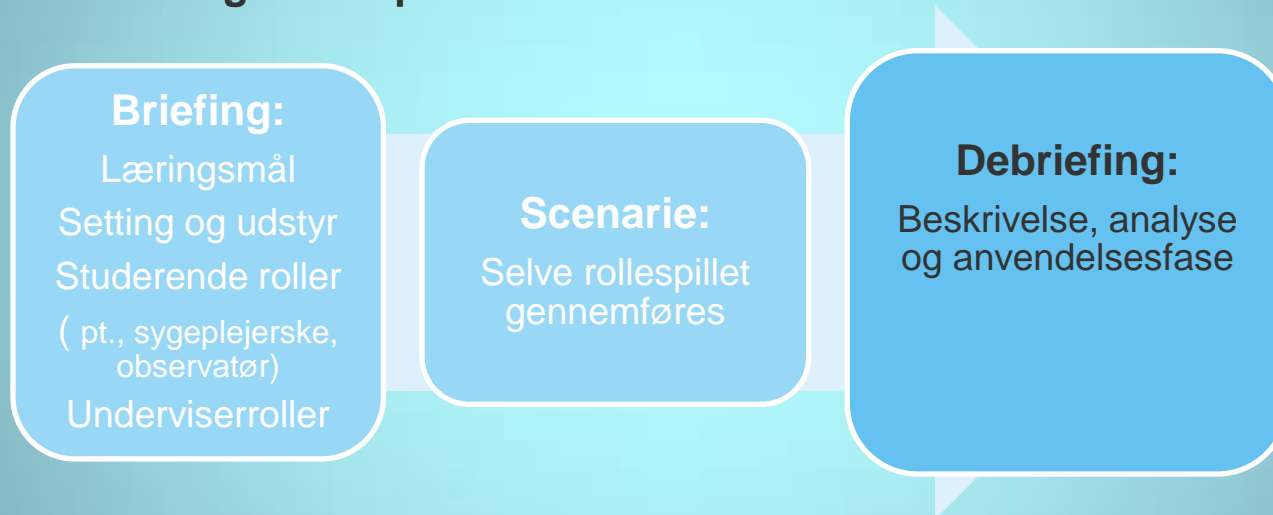 Briefing:
Læringsmål
Setting og udstyr
Studerende roller
( pt., sygeplejerske,
observatør)
Underviserroller
Scenarie:
Selve rollespillet
gennemføres
Debriefing:
Beskrivelse, analyse
og anvendelsesfase